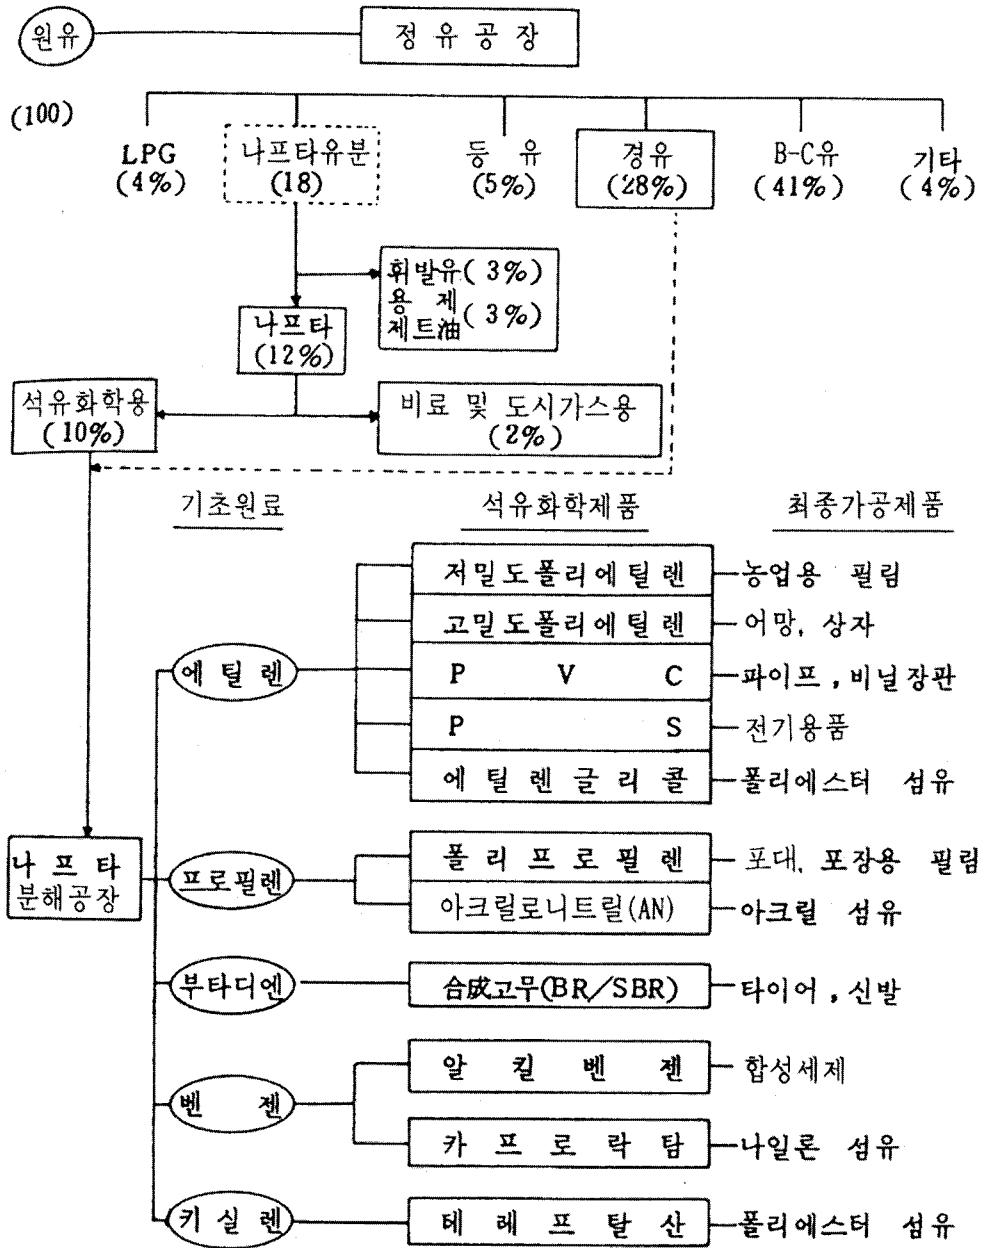 원유 정유공장
(100)
LPG 나프타유분 등유 경유 B-C유 기타
(4%) (18) (5%) (28%) (41%) (4%)
휘발유(3%)
용제
제트油 (3%)
나프타
(12%)
석유화학용
(10%)
비료 및 도시가스용
(2%)
기초원료 석유화학제품 최종가공제품
저밀도폴리에틸렌 농업용 필림
고밀도폴리에틸렌 어망, 상자
에틸렌 PVC 파이프, 비닐장판
PS 전기용품
에틸렌글리콜 폴리에스터 섬유
나프타
분해공장
프로필렌 폴리프로필렌 포대, 포장용 필림
아크릴로니트릴(AN) 아크릴 섬유
부타디엔 合成고무(BR/SBR) 타이어, 신발
벤젠 알킬벤젠 합성세제
카프로락탐 나일론 섬유
키실렌 테레프탈산 폴리에스터 섬유